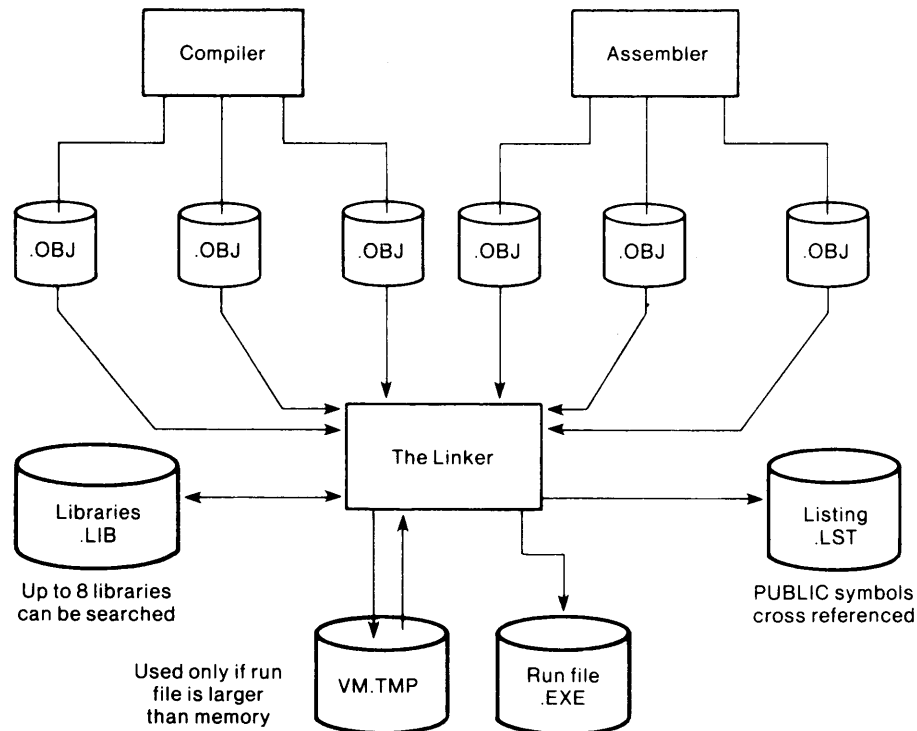 Compiler
Assembler
.OBJ
.OBJ
.OBJ
.OBJ
.OBJ
.OBJ
The Linker
Libraries
.LIB
Listing
.LST
Up to 8 libraries
can be searched
PUBLIC symbols
cross referenced
Used only if run
file is larger
than memory
VM.TMP
Run file
.EXE